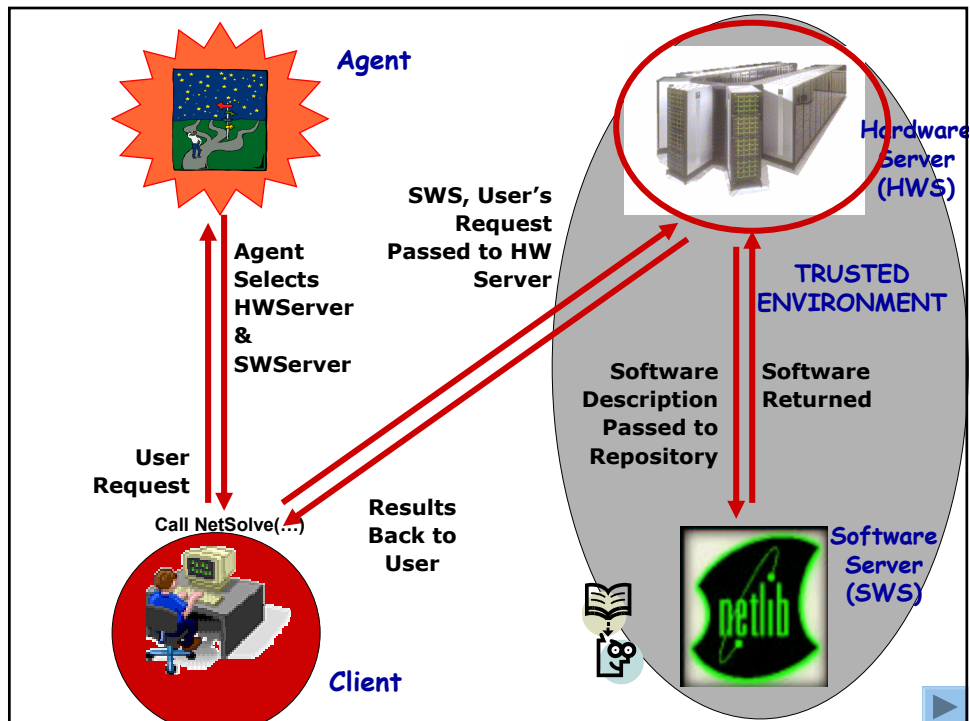 Agent
Hardware
Server
(HWS)
SWS, User's
Request
Passed to HW
Server
Agent
Selects
HWServer
&
SWServer
TRUSTED
ENVIRONMENT
Software
Description
Passed to
Repository
Software
Returned
User
Request
Call NetSolve(…)
Results
Back to
User
Software
Server
(SWS)
netlib
Client